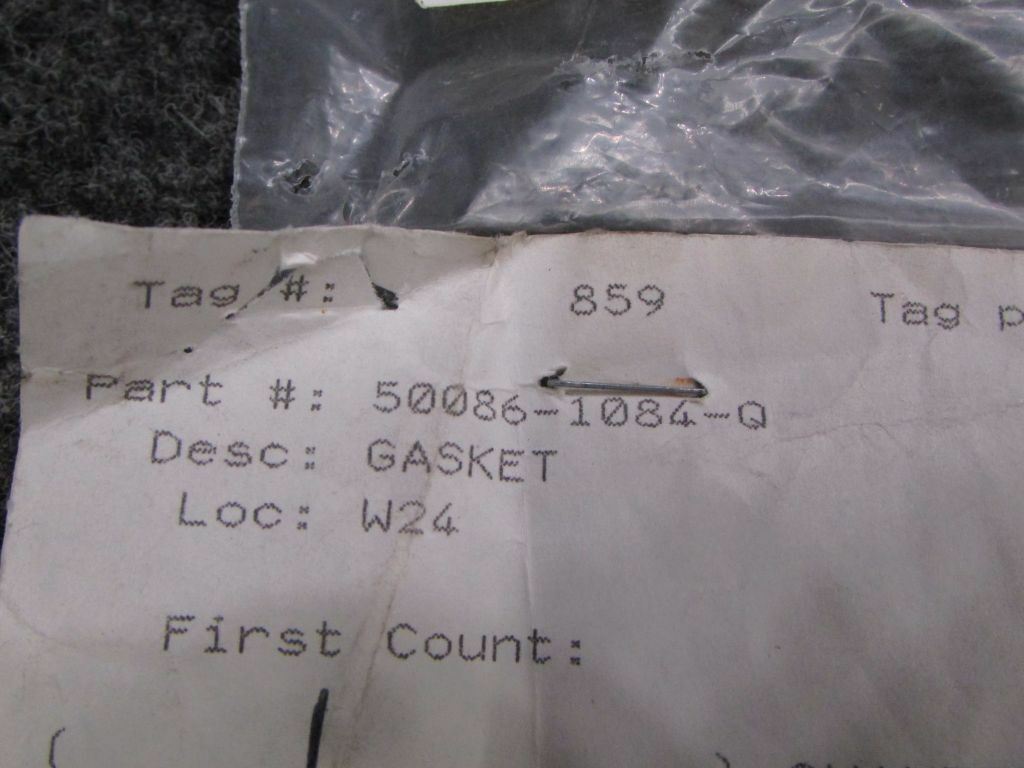 Tag #: 859 Tag p
Part #: 50086-1084-Q
Desc: GASKET
Loc: W24
First Count:
( )